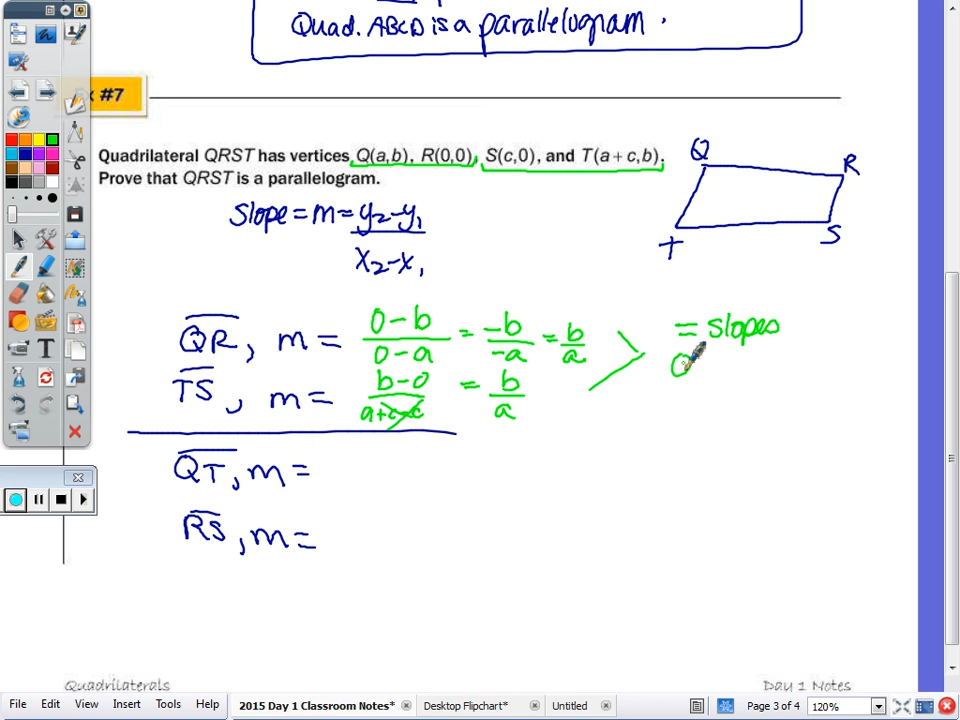 Quad. ABCD is a parallelogram.
x #7
Quadrilateral QRST has vertices Q(a,b), R(0,0), S(c,0), and T(a+c,b).
Prove that QRST is a parallelogram.
Q
R
T
S
Slope = m = y₂-y₁
x₂-x₁
QR, m = 0-b = -b = b
0-a -a a
= slopes
TS, m = b-0 = b
a+c-c a
QT, m =
RS, m =
Quadrilaterals
Day 1 Notes
File Edit View Insert Tools Help 2015 Day 1 Classroom Notes* Desktop Flipchart* Untitled Page 3 of 4 120%